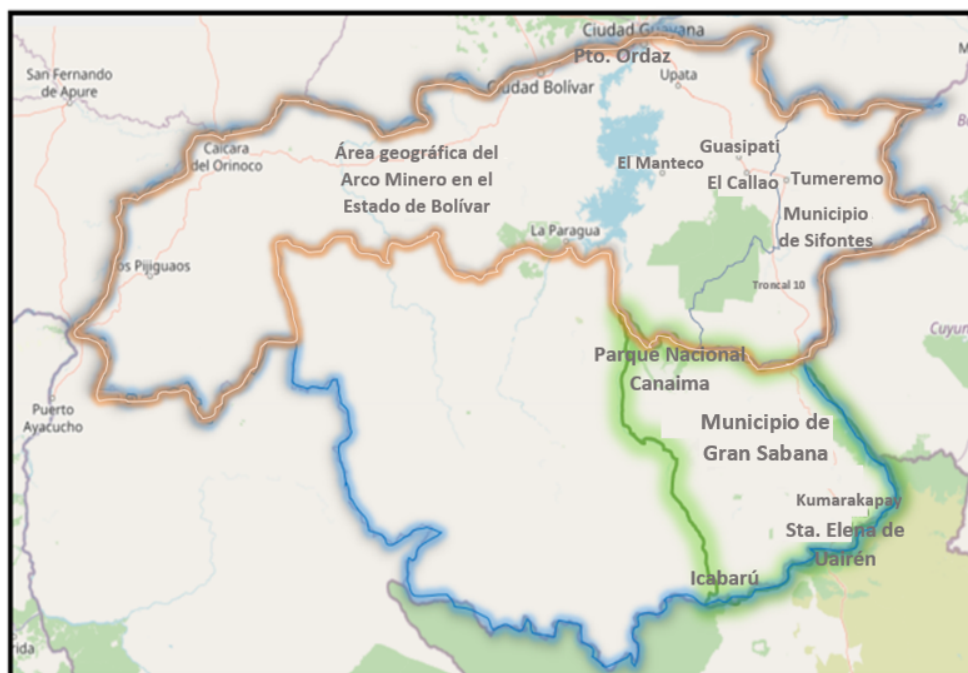 Ciudad Guayana
Pto. Ordaz
San Fernando
de Apure
Ciudad Bolívar
Upata
Caicara
del Orinoco
Área geográfica del
Arco Minero en el
Estado de Bolívar
Guasipati
El Manteco
El Callao
Tumeremo
Municipio
de Sifontes
La Paragua
os Pijiguaos
Troncal 10
Cuyun
Parque Nacional
Canaima
Puerto
Ayacucho
Municipio de
Gran Sabana
Kumarakapay
Sta. Elena de
Uairén
Icabarú
rida